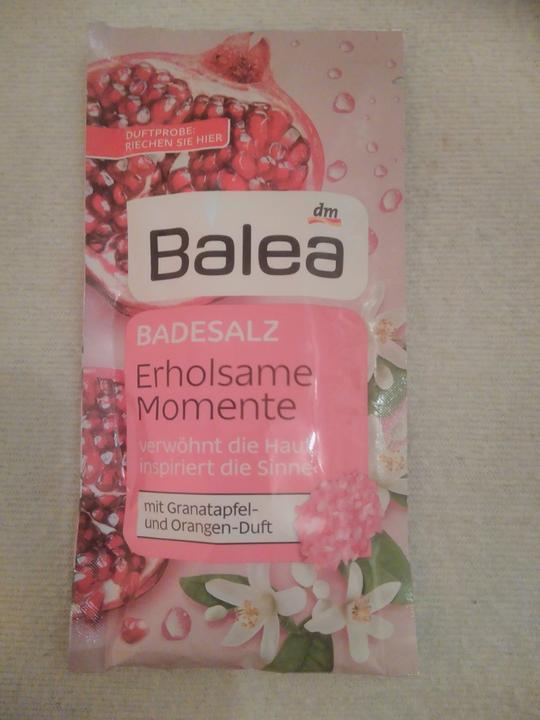 DUFTPROBE:
RIECHEN SIE HIER
dm
Balea
BADESALZ
Erholsame
Momente
verwöhnt die Haut
inspiriert die Sinne
mit Granatapfel-
und Orangen-Duft